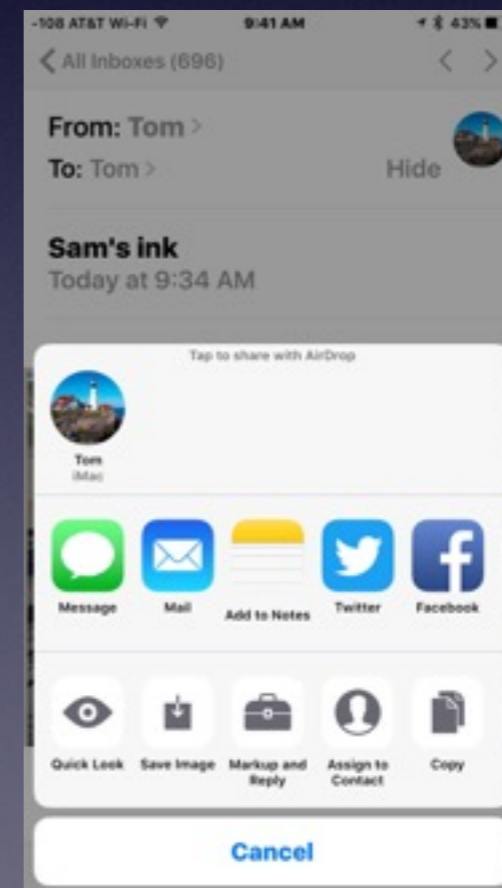 -108 AT&T Wi-Fi 9:41 AM 43%
All Inboxes (696)
From: Tom >
To: Tom > Hide
Sam's ink
Today at 9:34 AM
Tap to share with AirDrop
Tom
iMac
Message Mail Add to Notes Twitter Facebook
Quick Look Save Image Markup and Reply Assign to Contact Copy
Cancel